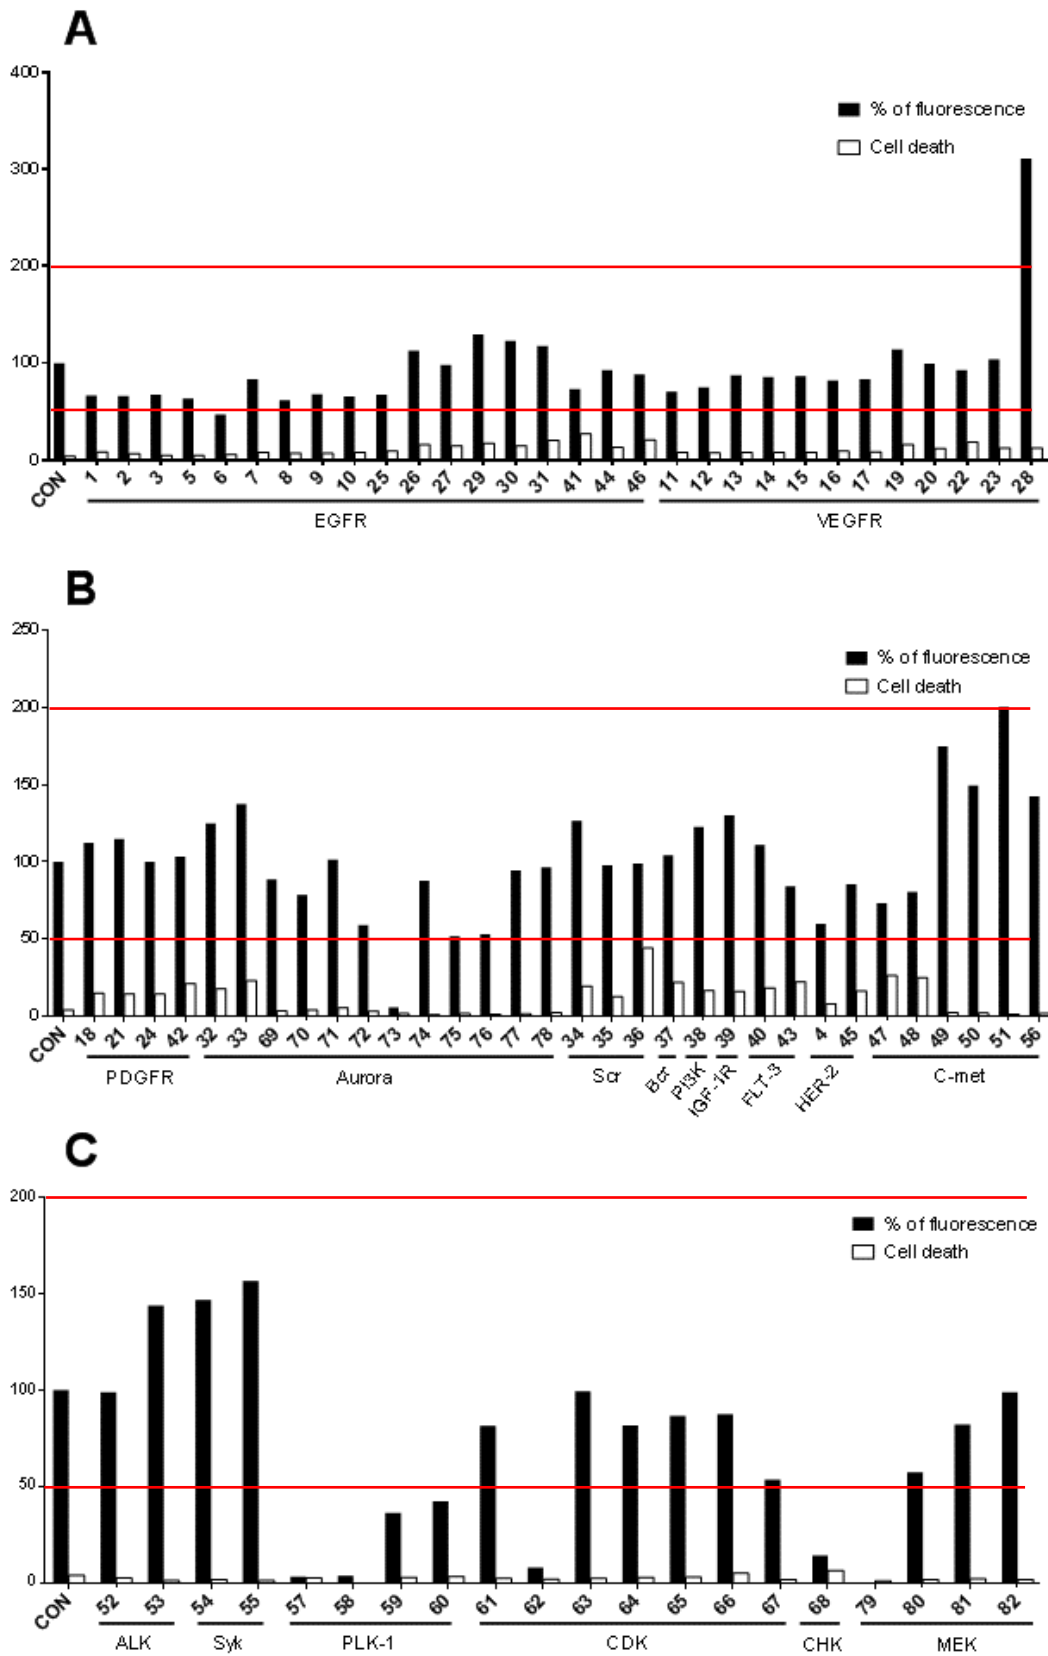 A
400
300
200
100
0
% of fluorescence
Cell death
CON 1 2 3 5 6 7 8 9 10 25 26 27 29 30 31 41 44 46 11 12 13 14 15 16 17 19 20 22 23 28
EGFR VEGFR
B
250
200
150
100
50
0
% of fluorescence
Cell death
CON 18 21 24 42 32 33 69 70 71 72 73 74 75 76 77 78 34 35 36 37 38 39 40 43 4 45 47 48 49 50 51 56
PDGFR Aurora Scr Bcr PI3K IGF-1R FLT-3 HER-2 C-met
C
200
150
100
50
0
% of fluorescence
Cell death
CON 52 53 54 55 57 58 59 60 61 62 63 64 65 66 67 68 79 80 81 82
ALK Syk PLK-1 CDK CHK MEK